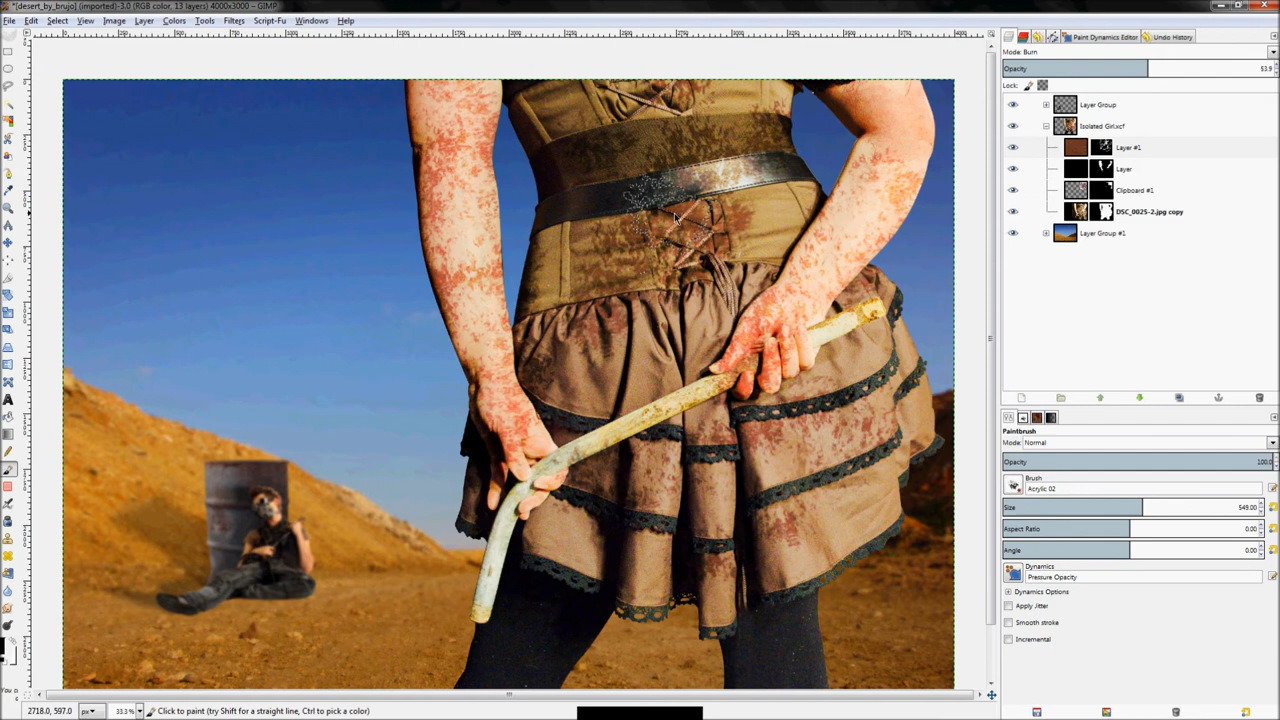 *[desert_by_brujo] (imported)-3.0 (RGB color, 13 layers) 4000x3000 – GIMP
File Edit Select View Image Layer Colors Tools Filters Script-Fu Windows Help
Paint Dynamics Editor Undo History
Mode: Burn
Opacity 53.9
Lock:
Layer Group
Isolated Girl.xcf
Layer #1
Layer
Clipboard #1
DSC_0025-2.jpg copy
Layer Group #1
Paintbrush
Mode: Normal
Opacity 100.0
Brush
Acrylic 02
Size 549.00
Aspect Ratio 0.00
Angle 0.00
Dynamics
Pressure Opacity
Dynamics Options
Apply Jitter
Smooth stroke
Incremental
You o
2718.0, 597.0 px 33.3% Click to paint (try Shift for a straight line, Ctrl to pick a color)